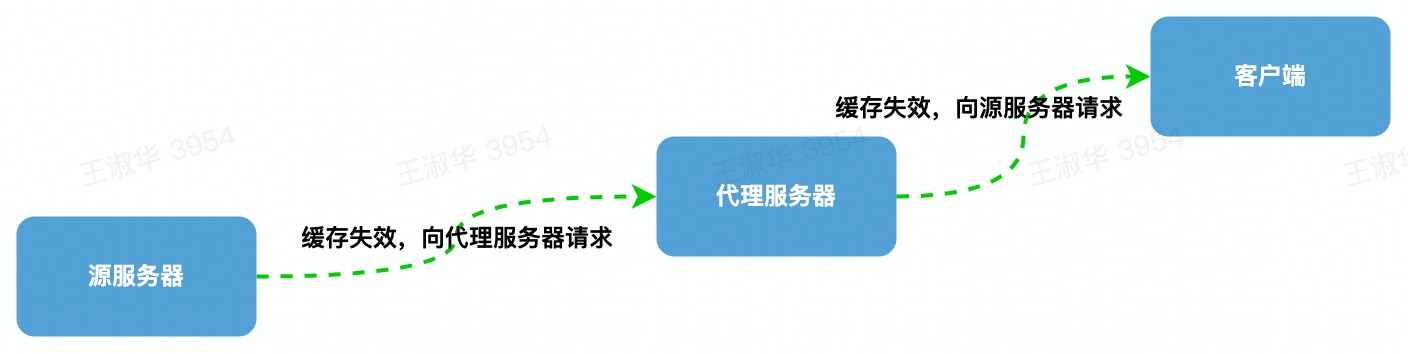 客户端
缓存失效，向源服务器请求
代理服务器
缓存失效，向代理服务器请求
源服务器
王淑华 3954
王淑华 3954
王淑华 3954
王淑华 3954
王淑